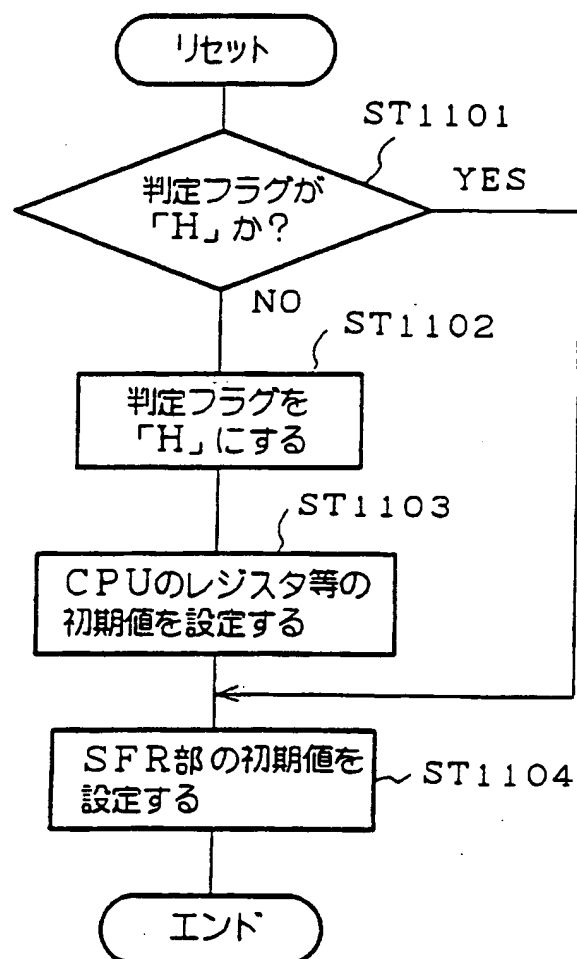 リセット
ST1101
判定フラグが
「H」か?
YES
NO
ST1102
判定フラグを
「H」にする
ST1103
CPUのレジスタ等の
初期値を設定する
SFR部の初期値を
設定する
ST1104
エンド